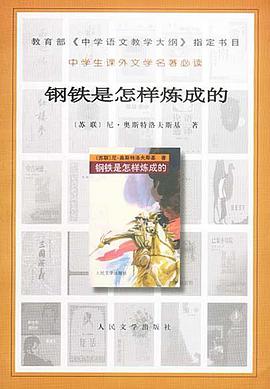 教育部《中学语文教学大纲》指定书目
中学生课外文学名著必读
钢铁是怎样炼成的
〔苏联〕尼·奥斯特洛夫斯基 著
〔苏联〕尼·奥斯特洛夫斯基 著
钢铁是怎样炼成的
人民文学出版社
人民文学出版社